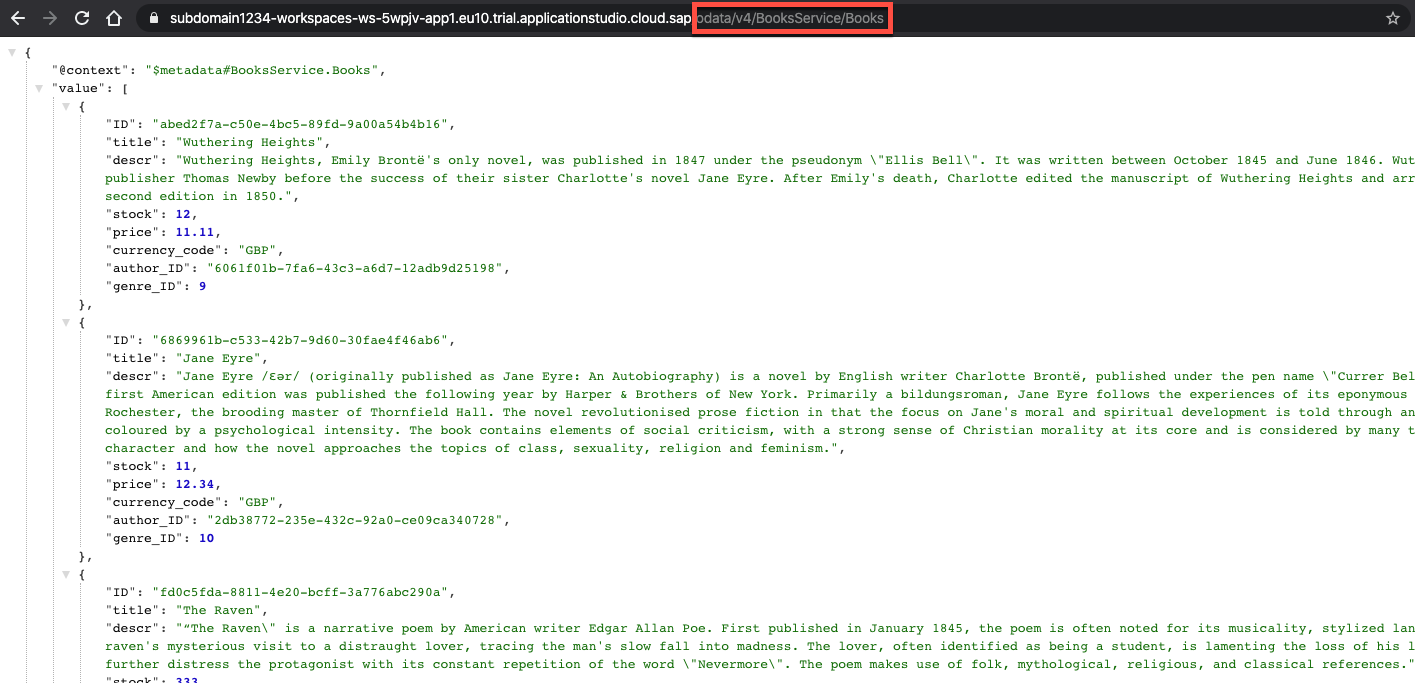 subdomain1234-workspaces-ws-5wpjv-app1.eu10.trial.applicationstudio.cloud.sap/odata/v4/BooksService/Books
{
"@context": "$metadata#BooksService.Books",
"value": [
{
"ID": "abed2f7a-c50e-4bc5-89fd-9a00a54b4b16",
"title": "Wuthering Heights",
"descr": "Wuthering Heights, Emily Brontë's only novel, was published in 1847 under the pseudonym \"Ellis Bell\". It was written between October 1845 and June 1846. Wut
publisher Thomas Newby before the success of their sister Charlotte's novel Jane Eyre. After Emily's death, Charlotte edited the manuscript of Wuthering Heights and arr
second edition in 1850.",
"stock": 12,
"price": 11.11,
"currency_code": "GBP",
"author_ID": "6061f01b-7fa6-43c3-a6d7-12adb9d25198",
"genre_ID": 9
},
{
"ID": "6869961b-c533-42b7-9d60-30fae4f46ab6",
"title": "Jane Eyre",
"descr": "Jane Eyre /ɛər/ (originally published as Jane Eyre: An Autobiography) is a novel by English writer Charlotte Brontë, published under the pen name \"Currer Bel
first American edition was published the following year by Harper & Brothers of New York. Primarily a bildungsroman, Jane Eyre follows the experiences of its eponymous
Rochester, the brooding master of Thornfield Hall. The novel revolutionised prose fiction in that the focus on Jane's moral and spiritual development is told through an
coloured by a psychological intensity. The book contains elements of social criticism, with a strong sense of Christian morality at its core and is considered by many t
character and how the novel approaches the topics of class, sexuality, religion and feminism.",
"stock": 11,
"price": 12.34,
"currency_code": "GBP",
"author_ID": "2db38772-235e-432c-92a0-ce09ca340728",
"genre_ID": 10
},
{
"ID": "fd0c5fda-8811-4e20-bcff-3a776abc290a",
"title": "The Raven",
"descr": "“The Raven\" is a narrative poem by American writer Edgar Allan Poe. First published in January 1845, the poem is often noted for its musicality, stylized lan
raven's mysterious visit to a distraught lover, tracing the man's slow fall into madness. The lover, often identified as being a student, is lamenting the loss of his l
further distress the protagonist with its constant repetition of the word \"Nevermore\". The poem makes use of folk, mythological, religious, and classical references."
"stock": 333